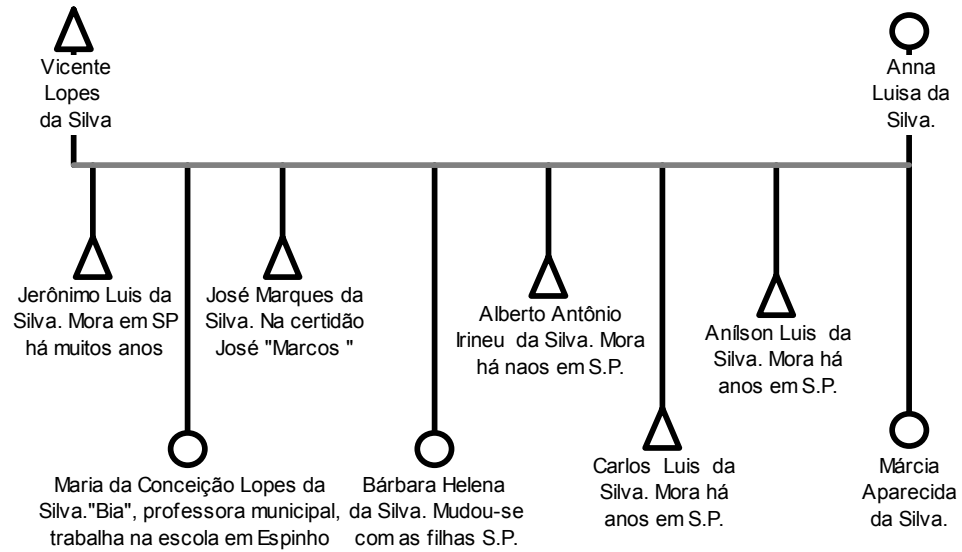 Vicente
Lopes
da Silva
Anna
Luisa da
Silva.
Jerônimo Luis da
Silva. Mora em SP
há muitos anos
José Marques da
Silva. Na certidão
José "Marcos "
Alberto Antônio
Irineu da Silva. Mora
há naos em S.P.
Anílson Luis da
Silva. Mora há
anos em S.P.
Maria da Conceição Lopes da
Silva."Bia", professora municipal,
trabalha na escola em Espinho
Bárbara Helena
da Silva. Mudou-se
com as filhas S.P.
Carlos Luis da
Silva. Mora há
anos em S.P.
Márcia
Aparecida
da Silva.